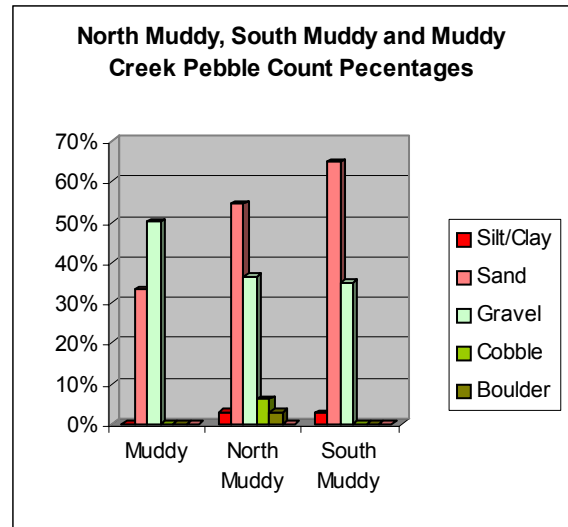 North Muddy, South Muddy and Muddy
Creek Pebble Count Pecentages
70%
60%
50%
40%
30%
20%
10%
0%
Muddy
North
Muddy
South
Muddy
Silt/Clay
Sand
Gravel
Cobble
Boulder